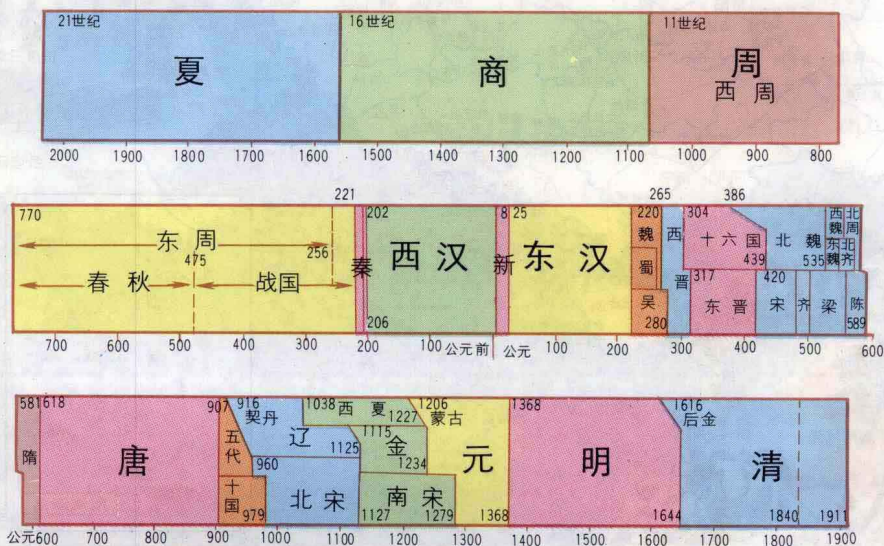 21世纪 16世纪 11世纪
夏 商 周
西周
2000 1900 1800 1700 1600 1500 1400 1300 1200 1100 1000 900 800
221 265 386
770 202 8 25 220 304
东周 256
475
春秋 战国
秦 西汉 新 东汉
206
魏 蜀 吴 280
西晋
十六国 439
北魏 535
西魏 北周
东魏 北齐
317 东晋
420 宋 齐 梁 陈 589
700 600 500 400 300 200 100 公元前 公元 100 200 300 400 500 600
581 618 907 916 1038 1206 1368 1616
隋 唐
五代
十国 979
契丹
辽 1125
960 北宋
西夏 1227
1115 金 1234
1127 南宋 1279
蒙古
元 1368
明 1644
后金
清 1840 1911
公元 600 700 800 900 1000 1100 1200 1300 1400 1500 1600 1700 1800 1900